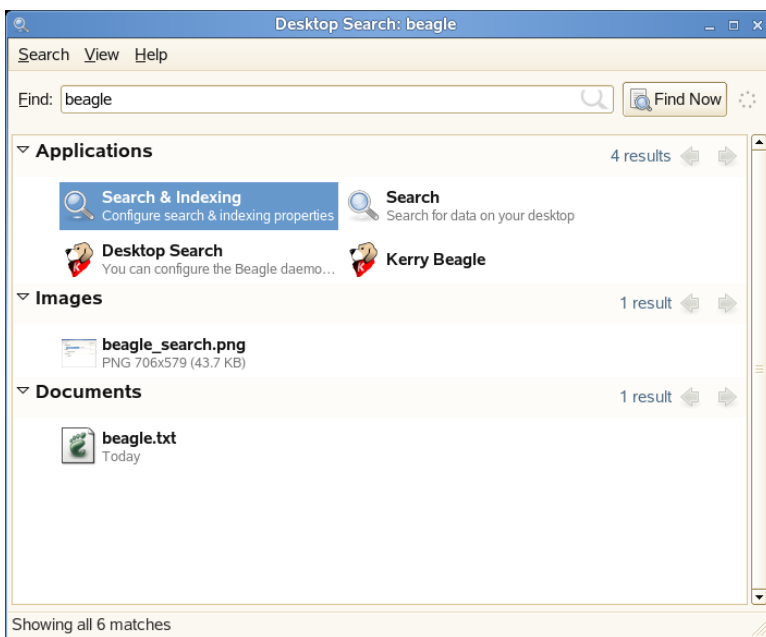 Desktop Search: beagle
Search View Help
Find: beagle Find Now
Applications 4 results
Search & Indexing Search
Configure search & indexing properties Search for data on your desktop
Desktop Search Kerry Beagle
You can configure the Beagle daemo...
Images 1 result
beagle_search.png
PNG 706x579 (43.7 KB)
Documents 1 result
beagle.txt
Today
Showing all 6 matches